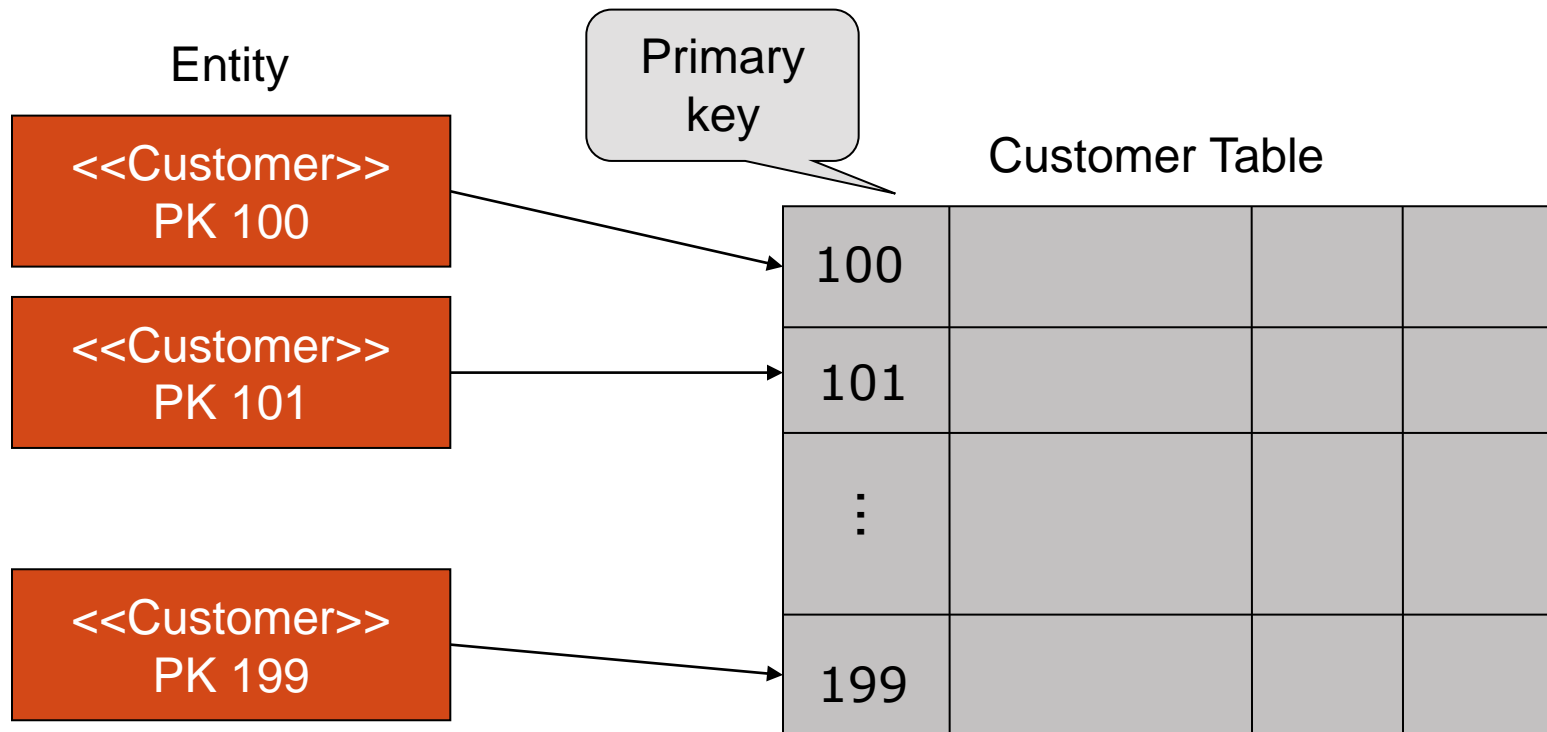 Entity
Primary
key
Customer Table
<<Customer>>
PK 100
<<Customer>>
PK 101
<<Customer>>
PK 199
100
101
⋮
199